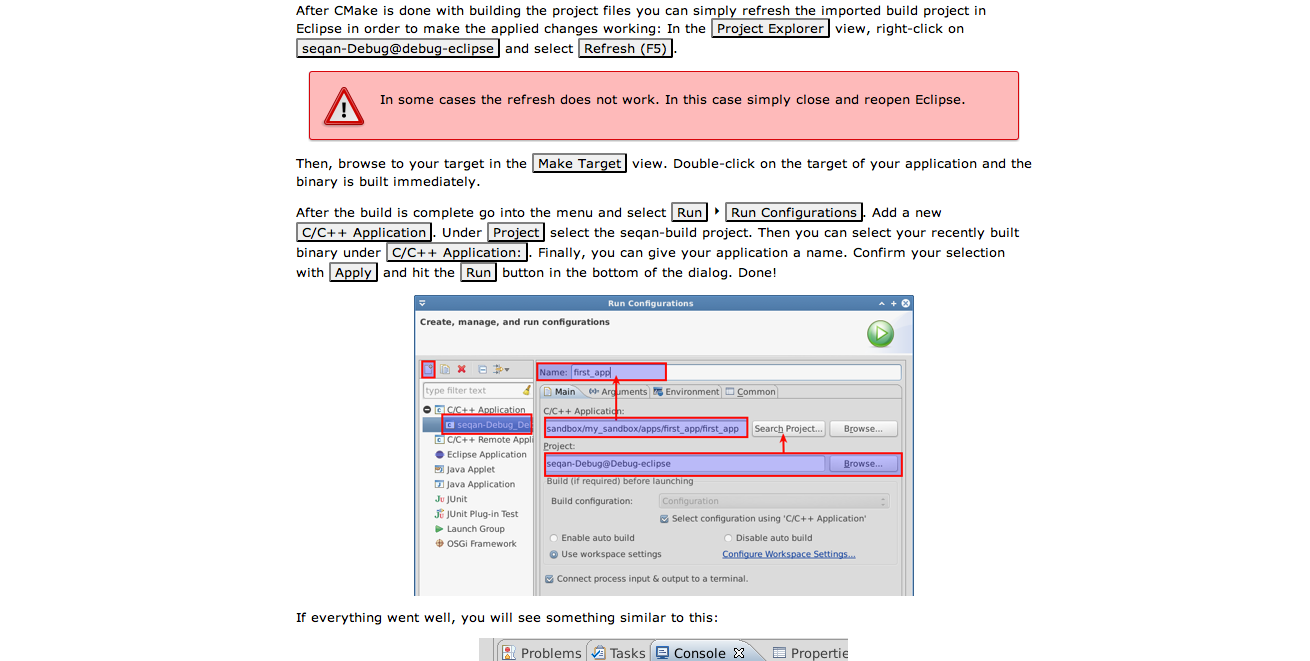 After CMake is done with building the project files you can simply refresh the imported build project in
Eclipse in order to make the applied changes working: In the Project Explorer view, right-click on
seqan-Debug@debug-eclipse and select Refresh (F5).
In some cases the refresh does not work. In this case simply close and reopen Eclipse.
Then, browse to your target in the Make Target view. Double-click on the target of your application and the
binary is built immediately.
After the build is complete go into the menu and select Run ‣ Run Configurations. Add a new
C/C++ Application. Under Project select the seqan-build project. Then you can select your recently built
binary under C/C++ Application:. Finally, you can give your application a name. Confirm your selection
with Apply and hit the Run button in the bottom of the dialog. Done!
Run Configurations
Create, manage, and run configurations
Name: first_app
type filter text
Main Arguments Environment Common
C/C++ Application
C/C++ Application:
seqan-Debug_De
sandbox/my_sandbox/apps/first_app/first_app Search Project... Browse...
C/C++ Remote Appli
Project:
Eclipse Application
seqan-Debug@Debug-eclipse Browse...
Java Applet
Build (if required) before launching
Java Application
JUnit
Build configuration: Configuration
JUnit Plug-in Test
Select configuration using 'C/C++ Application'
Launch Group
Enable auto build Disable auto build
OSGi Framework
Use workspace settings Configure Workspace Settings...
Connect process input & output to a terminal.
If everything went well, you will see something similar to this:
Problems Tasks Console Propertie